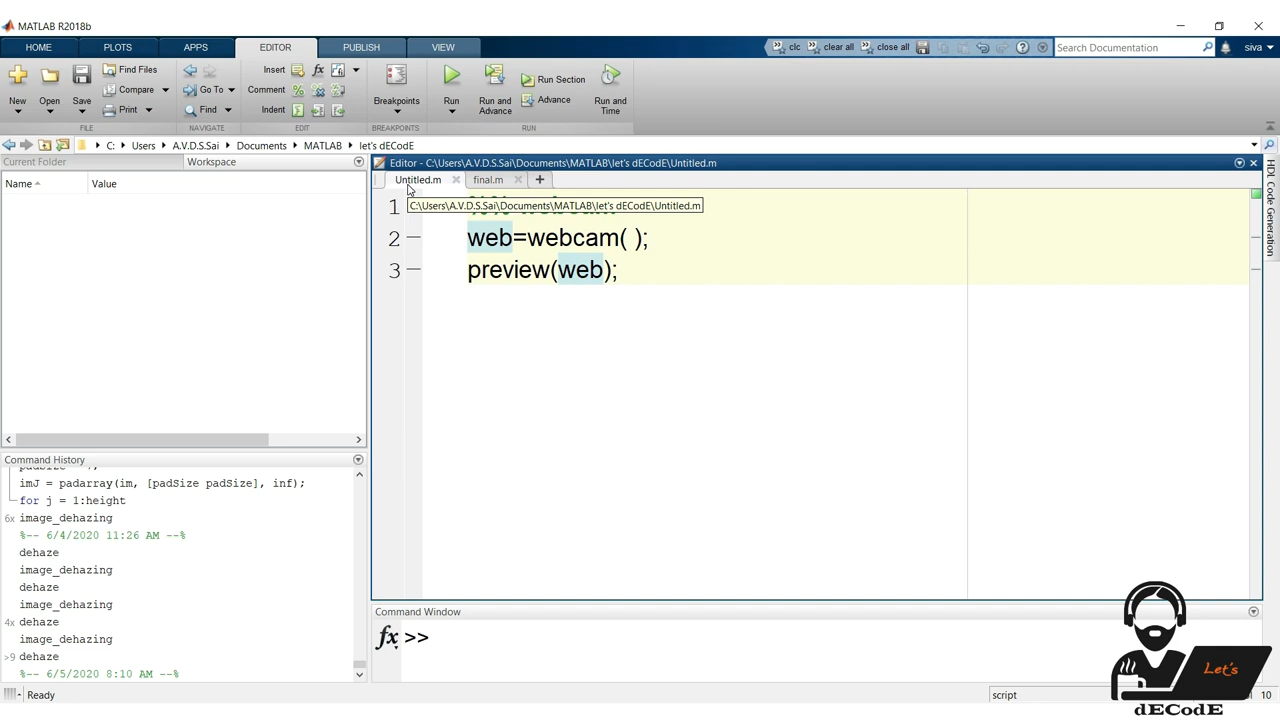 MATLAB R2018b
HOME PLOTS APPS EDITOR PUBLISH VIEW clc clear all close all Search Documentation siva
New Open Save Find Files Compare Print
Go To Find
Insert fx Comment Indent
Breakpoints
Run Run and Advance Run Section Advance Run and Time
FILE NAVIGATE EDIT BREAKPOINTS RUN
C: Users A.V.D.S.Sai Documents MATLAB let's dECodE
Current Folder Workspace
Name Value
Editor - C:\Users\A.V.D.S.Sai\Documents\MATLAB\let's dECodE\Untitled.m
Untitled.m final.m +
C:\Users\A.V.D.S.Sai\Documents\MATLAB\let's dECodE\Untitled.m
1
2 web=webcam( );
3 preview(web);
HDL Code Generation
Command History
imJ = padarray(im, [padSize padSize], inf);
for j = 1:height
6x image_dehazing
%-- 6/4/2020 11:26 AM --%
dehaze
image_dehazing
dehaze
image_dehazing
4x dehaze
image_dehazing
>9 dehaze
%-- 6/5/2020 8:10 AM --%
Command Window
fx >>
Ready
script
10
Let's
dECodE